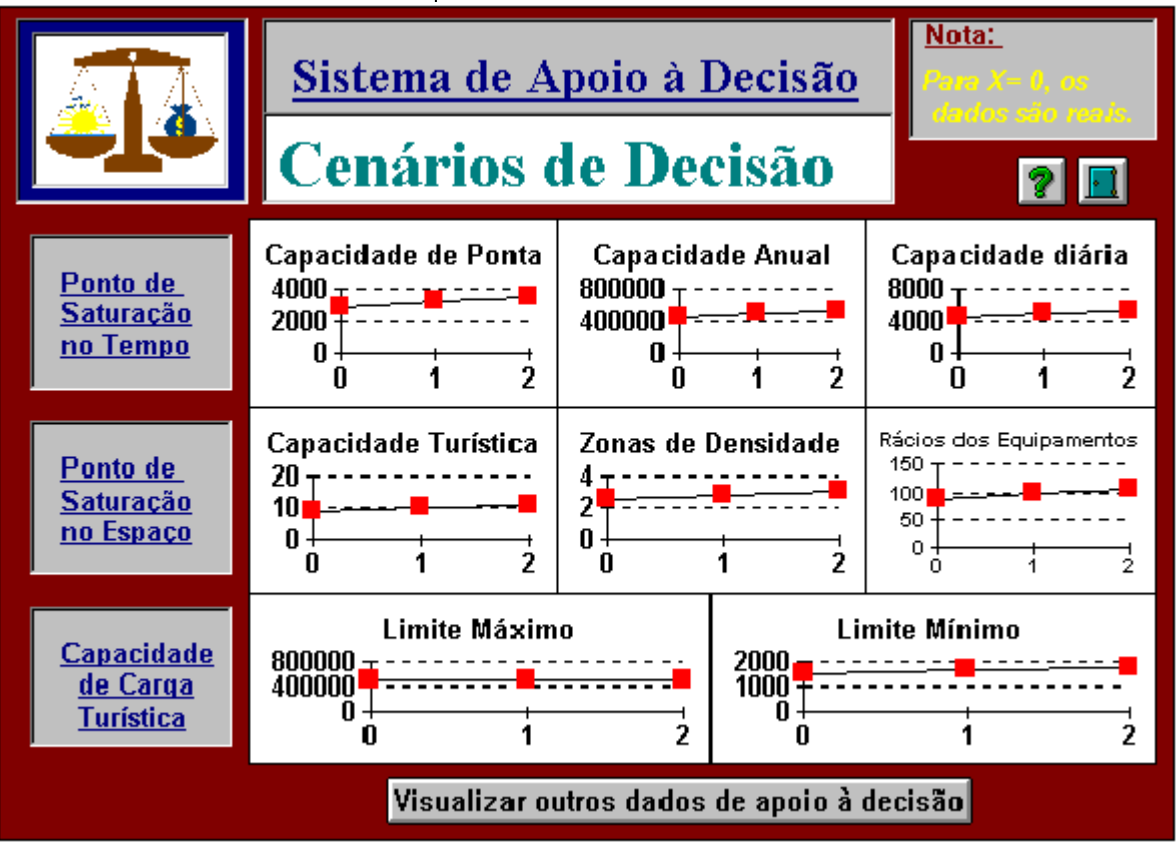 Sistema de Apoio à Decisão
Cenários de Decisão
Nota:
Para X= 0, os
dados são reais.
$
?
Ponto de
Saturação
no Tempo
Capacidade de Ponta
4000
2000
0
0 1 2
Capacidade Anual
800000
400000
0
0 1 2
Capacidade diária
8000
4000
0
0 1 2
Ponto de
Saturação
no Espaço
Capacidade Turística
20
10
0
0 1 2
Zonas de Densidade
4
2
0
0 1 2
Rácios dos Equipamentos
150
100
50
0
0 1 2
Capacidade
de Carga
Turística
Limite Máximo
800000
400000
0
0 1 2
Limite Mínimo
2000
1000
0
0 1 2
Visualizar outros dados de apoio à decisão